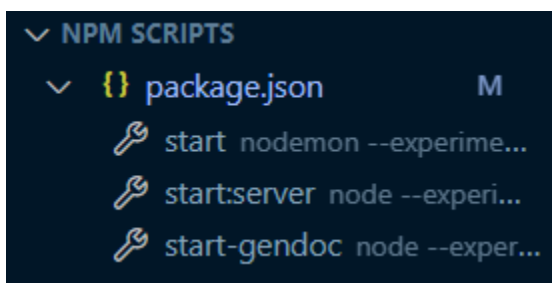 NPM SCRIPTS
{} package.json M
start nodemon --experime...
start:server node --experi...
start-gendoc node --exper...